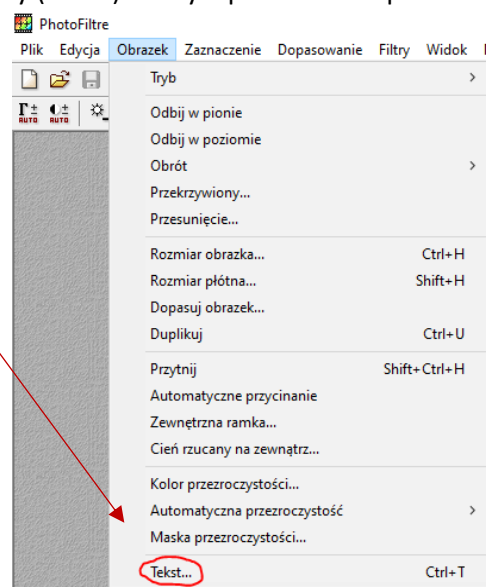 PhotoFiltre
Plik Edycja Obrazek Zaznaczenie Dopasowanie Filtry Widok
AUTO AUTO
Tryb >
Odbij w pionie
Odbij w poziomie
Obrót >
Przekrzywiony...
Przesunięcie...
Rozmiar obrazka... Ctrl+H
Rozmiar płótna... Shift+H
Dopasuj obrazek...
Duplikuj Ctrl+U
Przytnij Shift+Ctrl+H
Automatyczne przycinanie
Zewnętrzna ramka...
Cień rzucany na zewnątrz...
Kolor przezroczystości...
Automatyczna przezroczystość >
Maska przezroczystości...
Tekst... Ctrl+T